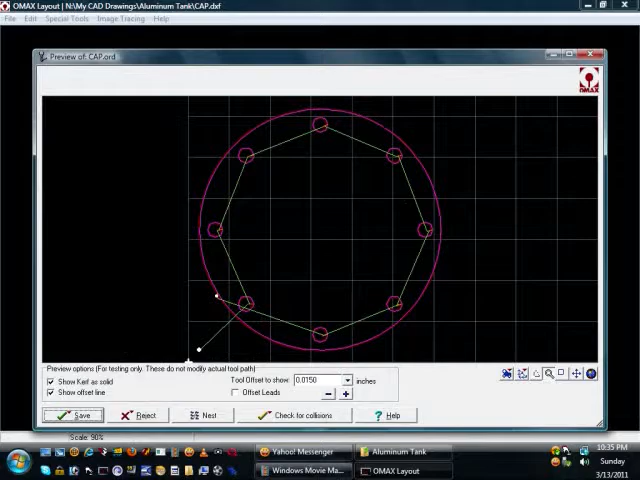 OMAX Layout | N:\My CAD Drawings\Aluminum Tank\CAP.dxf
File Edit Special Tools Image Tracing Help
Preview of: CAP.ord
OMAX
Preview options (For testing only. These do not modify actual tool path)
Show Kerf as solid
Tool Offset to show: 0.0150 inches
Show offset line
Offset Leads
Save Reject Nest Check for collisions Help
Scale: 90%
Yahoo! Messenger
Aluminum Tank
10:35 PM
Sunday
Windows Movie Ma...
OMAX Layout
3/13/2011